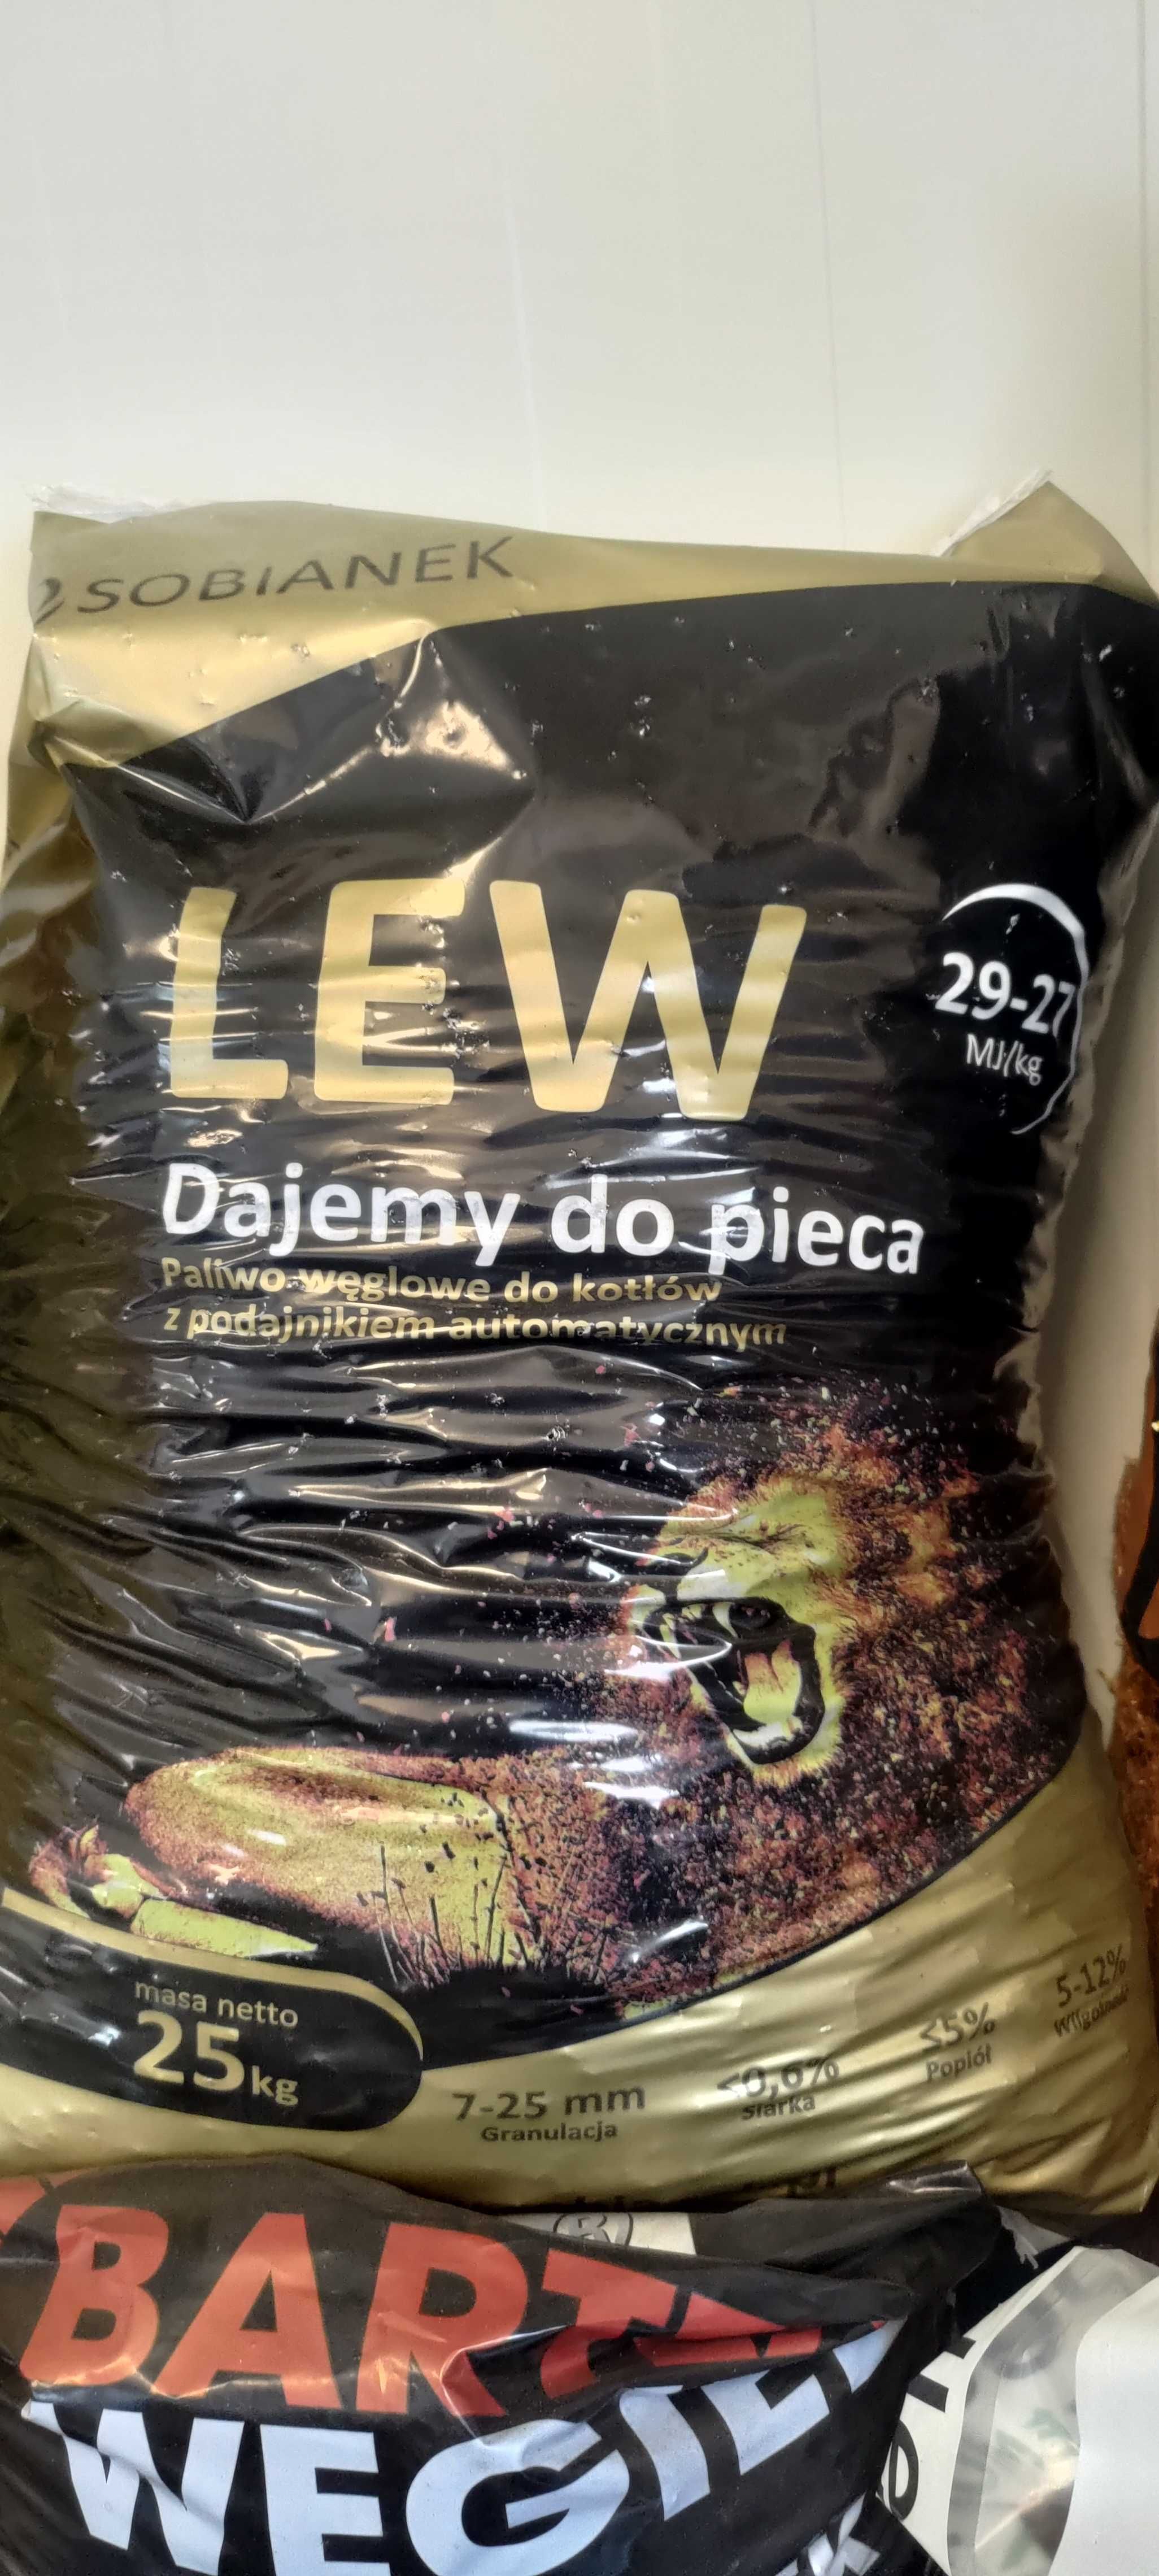 SOBIANEK
LEW
29-27
MJ/kg
Dajemy do pieca
Paliwo węglowe do kotłów
z podajnikiem automatycznym
masa netto
25kg
7-25 mm
Granulacja
≤0,6%
Siarka
≤5%
Popiół
5-12%
Wilgotność
®
WĘGIEL